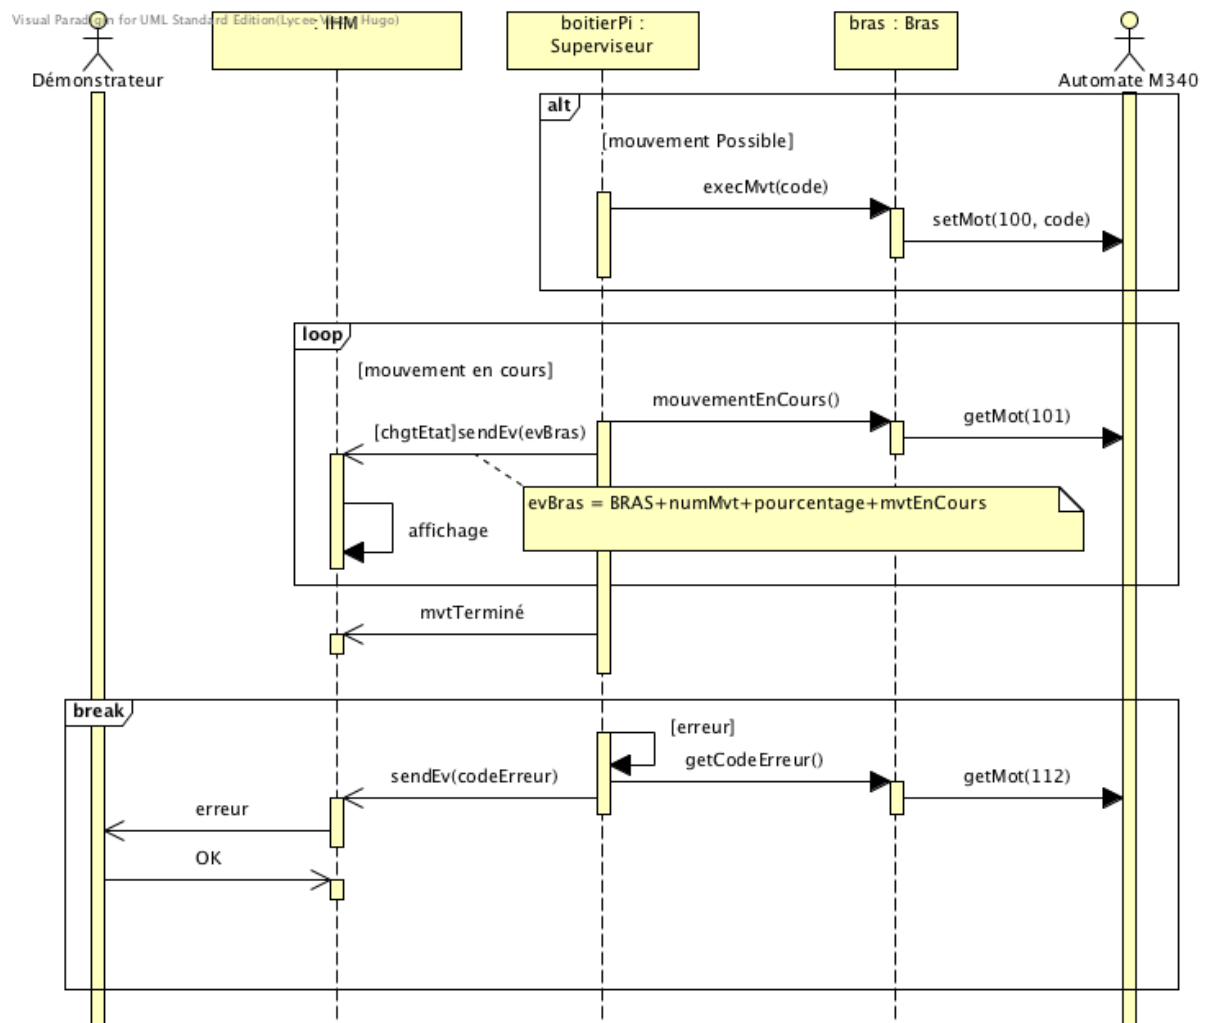 Visual Paradigm for UML Standard Edition(Lycee Victor Hugo)
: IHM
boitierPi :
Superviseur
bras : Bras
Démonstrateur
Automate M340
alt
[mouvement Possible]
execMvt(code)
setMot(100, code)
loop
[mouvement en cours]
mouvementEnCours()
getMot(101)
[chgtEtat]sendEv(evBras)
evBras = BRAS+numMvt+pourcentage+mvtEnCours
affichage
mvtTerminé
break
[erreur]
getCodeErreur()
sendEv(codeErreur)
getMot(112)
erreur
OK